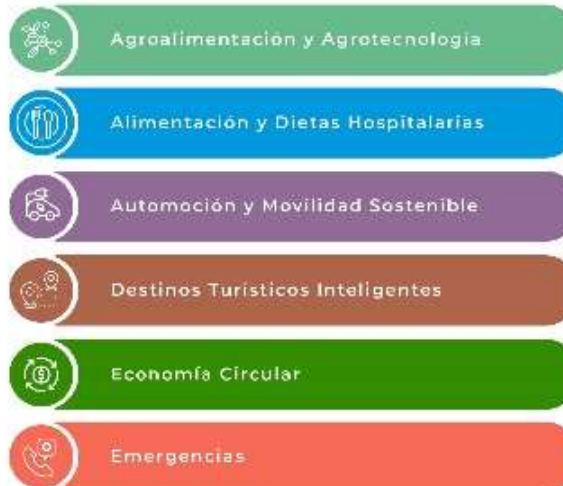 Agroalimentación y Agrotecnología
Alimentación y Dietas Hospitalarias
Automoción y Movilidad Sostenible
Destinos Turísticos Inteligentes
Economía Circular
Emergencias